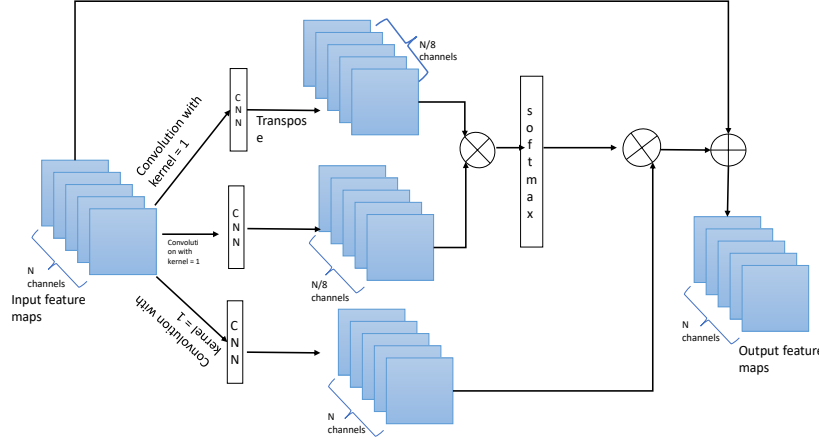 N/8
channels
C
N
N
Convolution with
kernel = 1
Transpos
e
s
o
f
t
m
a
x
C
N
N
Convoluti
on with
kernel = 1
N/8
channels
N
channels
Input feature
maps
Convolution with
kernel = 1
C
N
N
N
channels
N
channels
Output feature
maps